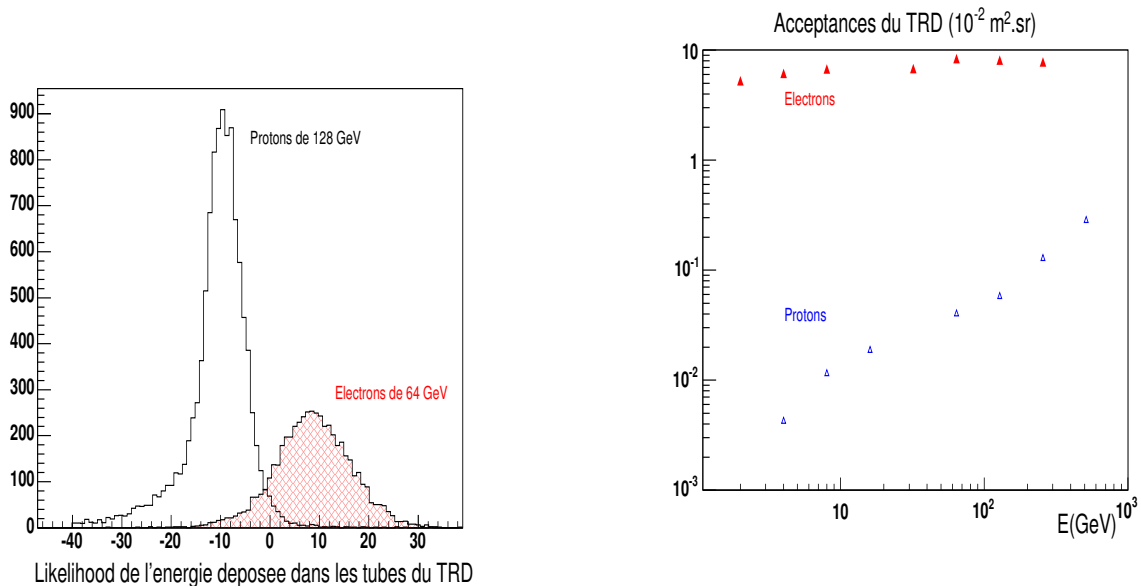 900
800
700
600
500
400
300
200
100
0
-40 -30 -20 -10 0 10 20 30
Protons de 128 GeV
Electrons de 64 GeV
Likelihood de l'energie deposee dans les tubes du TRD
Acceptances du TRD (10⁻² m².sr)
10
1
10⁻¹
10⁻²
10⁻³
Electrons
Protons
10 10² 10³
E(GeV)